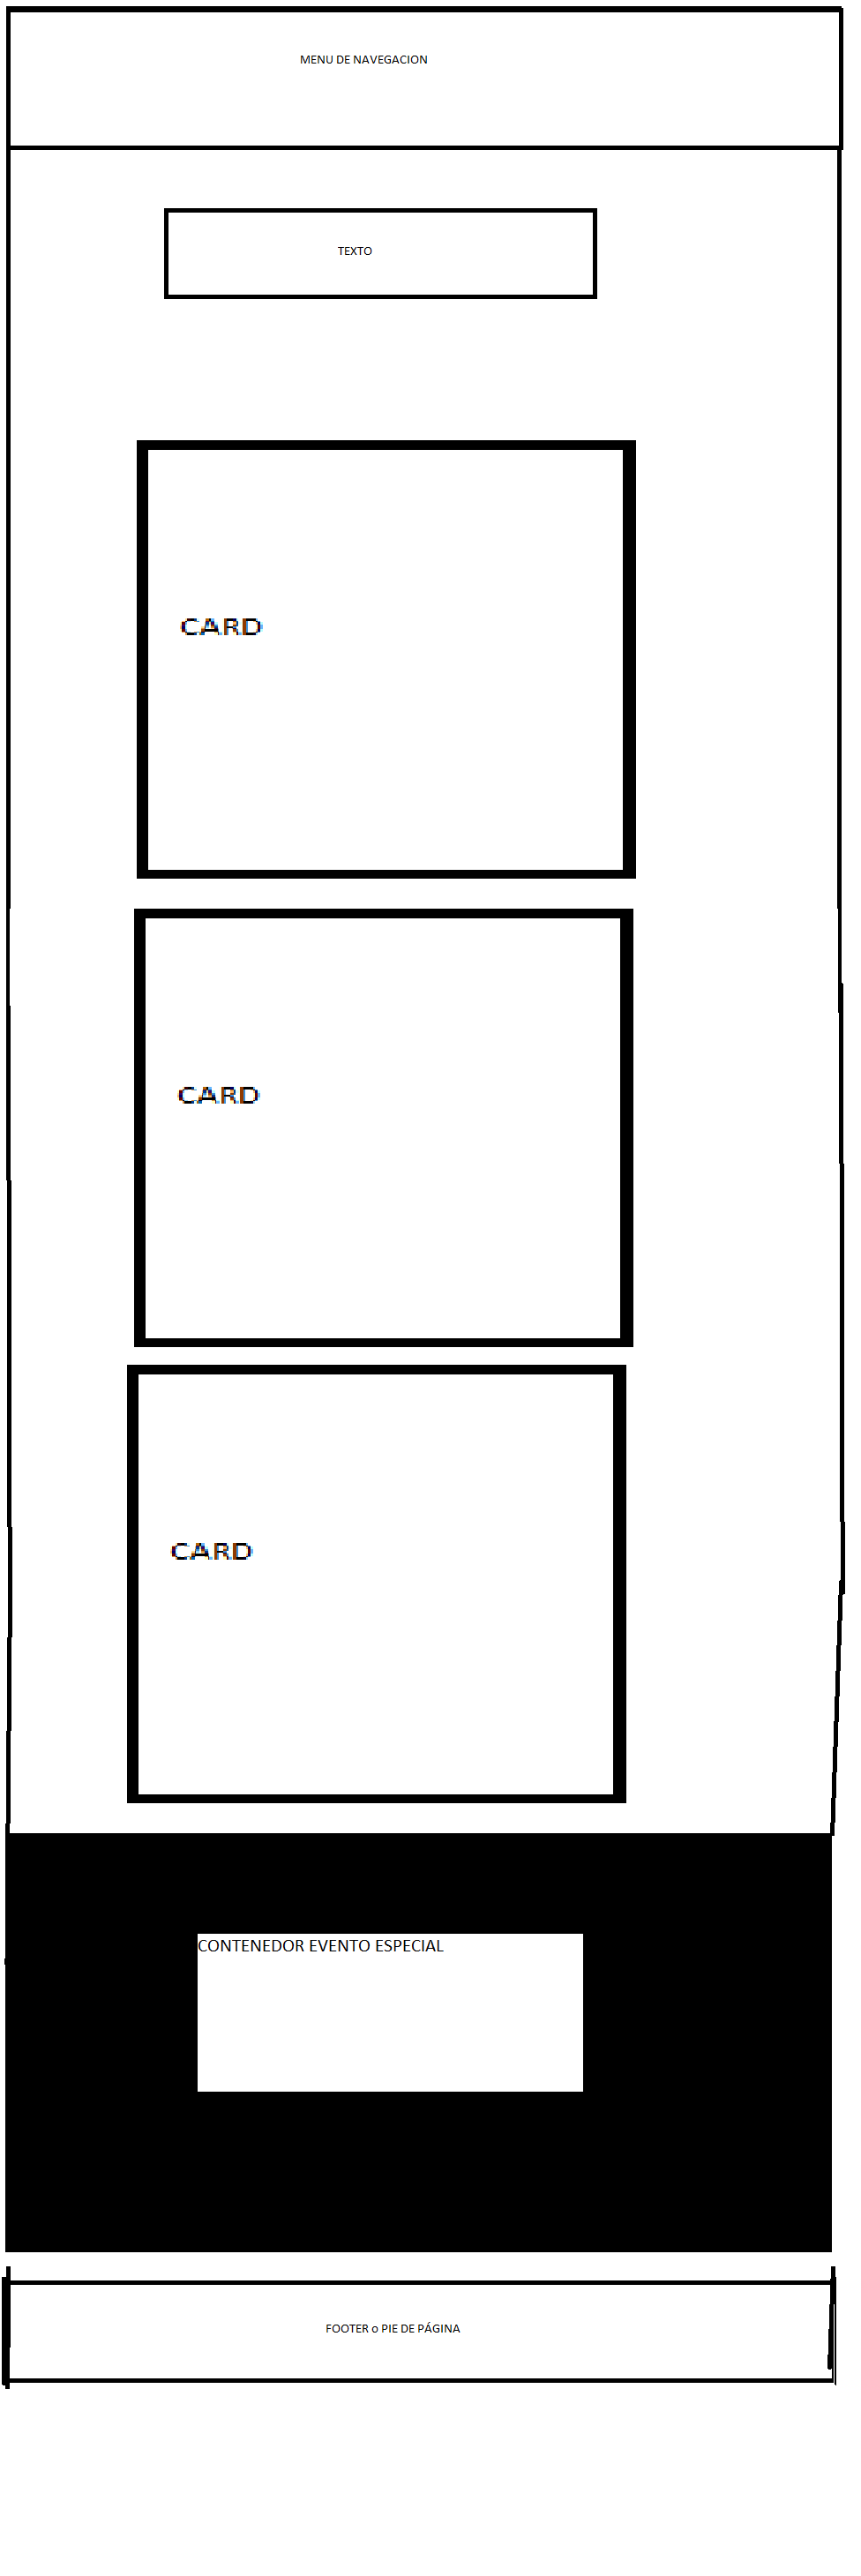 MENU DE NAVEGACION
TEXTO
CARD
CARD
CARD
CONTENEDOR EVENTO ESPECIAL
FOOTER o PIE DE PÁGINA